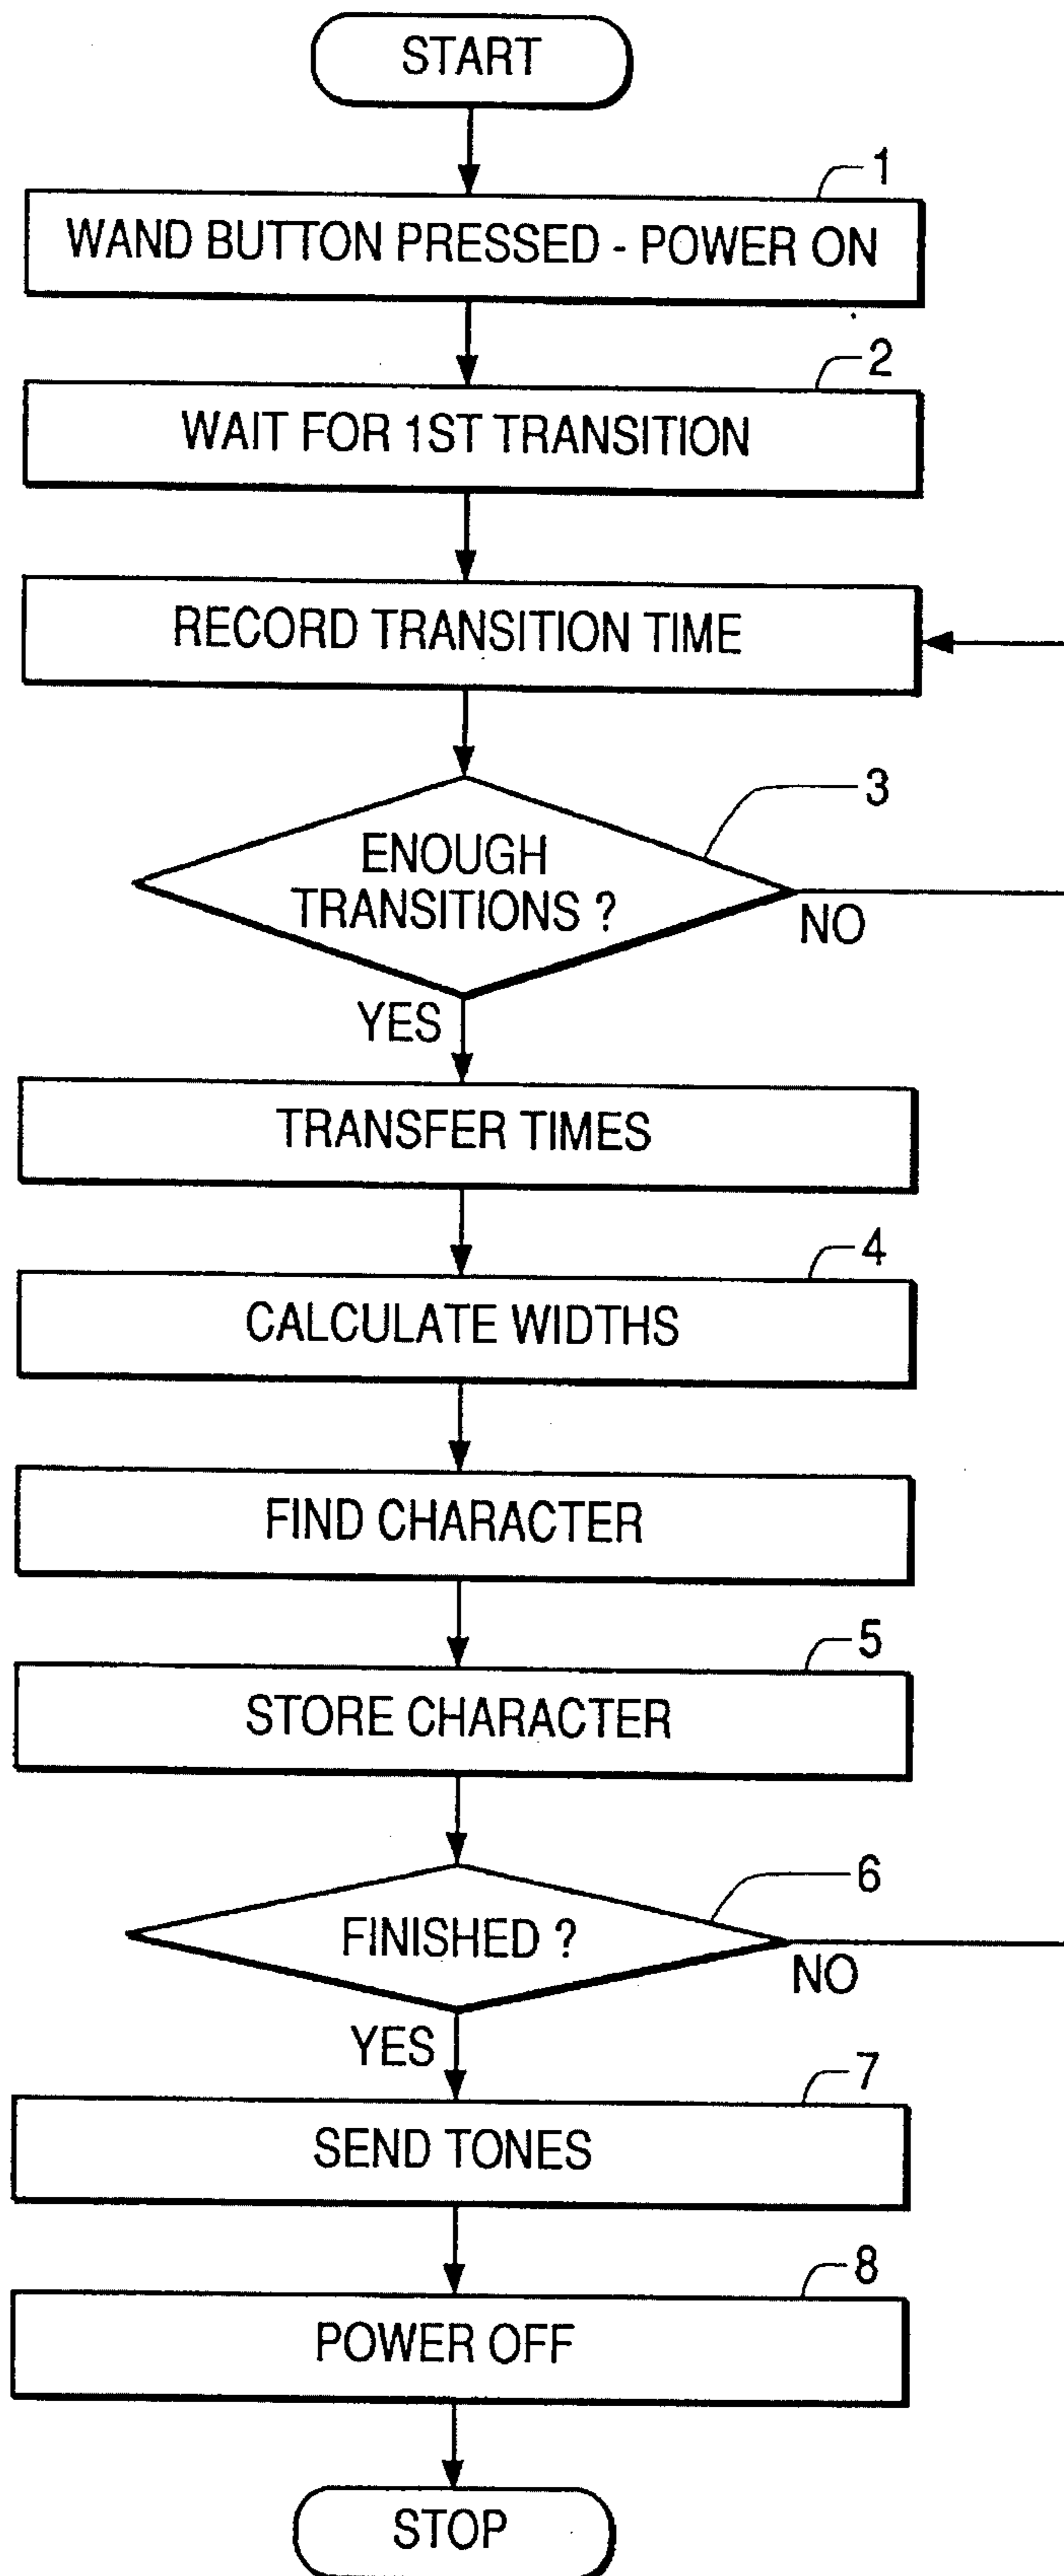 START
1
WAND BUTTON PRESSED - POWER ON
2
WAIT FOR 1ST TRANSITION
RECORD TRANSITION TIME
3
ENOUGH
TRANSITIONS ?
NO
YES
TRANSFER TIMES
4
CALCULATE WIDTHS
FIND CHARACTER
5
STORE CHARACTER
6
FINISHED ?
NO
YES
7
SEND TONES
8
POWER OFF
STOP